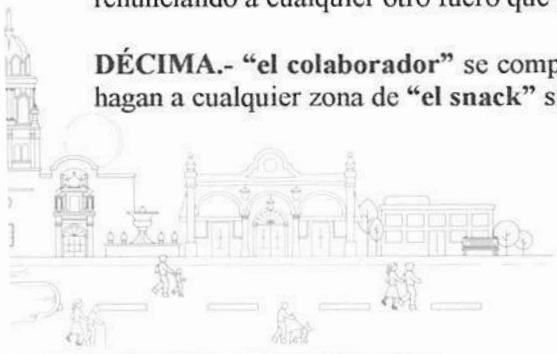 renunciando a cualquier otro fuero que
DÉCIMA.- "el colaborador" se comp
hagan a cualquier zona de "el snack" s